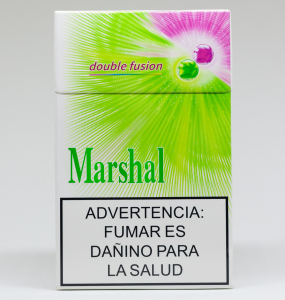 double fusion
Marshal
ADVERTENCIA:
FUMAR ES
DAÑINO PARA
LA SALUD